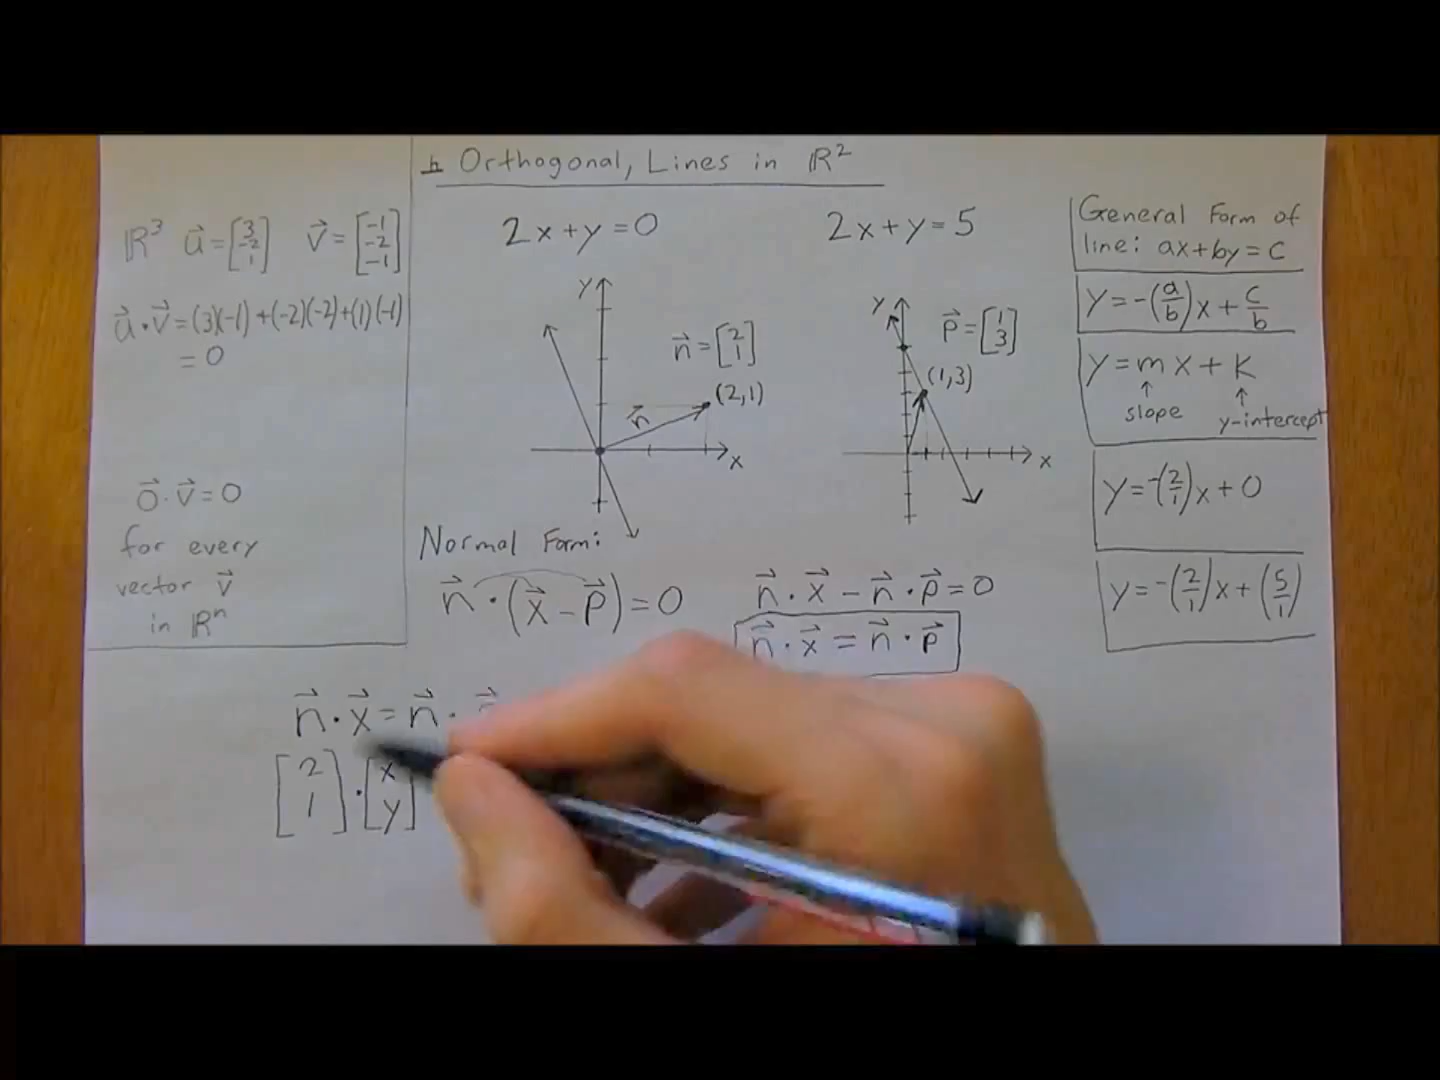 Orthogonal, Lines in ℝ²
ℝ³ u⃗ = [3 -2 1] v⃗ = [-1 -2 -1]
u⃗·v⃗ = (3)(-1) + (-2)(-2) + (1)(-1)
= 0
0⃗·v⃗ = 0
for every
vector v⃗
in ℝⁿ
2x+y=0
y
n⃗ = [2 1]
(2,1)
n⃗
x
2x+y=5
y
p⃗ = [1 3]
(1,3)
x
Normal Form:
n⃗·(x⃗ - p⃗) = 0
n⃗·x⃗ - n⃗·p⃗ = 0
n⃗·x⃗ = n⃗·p⃗
n⃗·x⃗ = n⃗·
[2 1]·[x y]
General Form of
line: ax+by=c
y=-(a/b)x + c/b
y=mx+k
↑ ↑
slope y-intercept
y=-(2/1)x+0
y=-(2/1)x+(5/1)